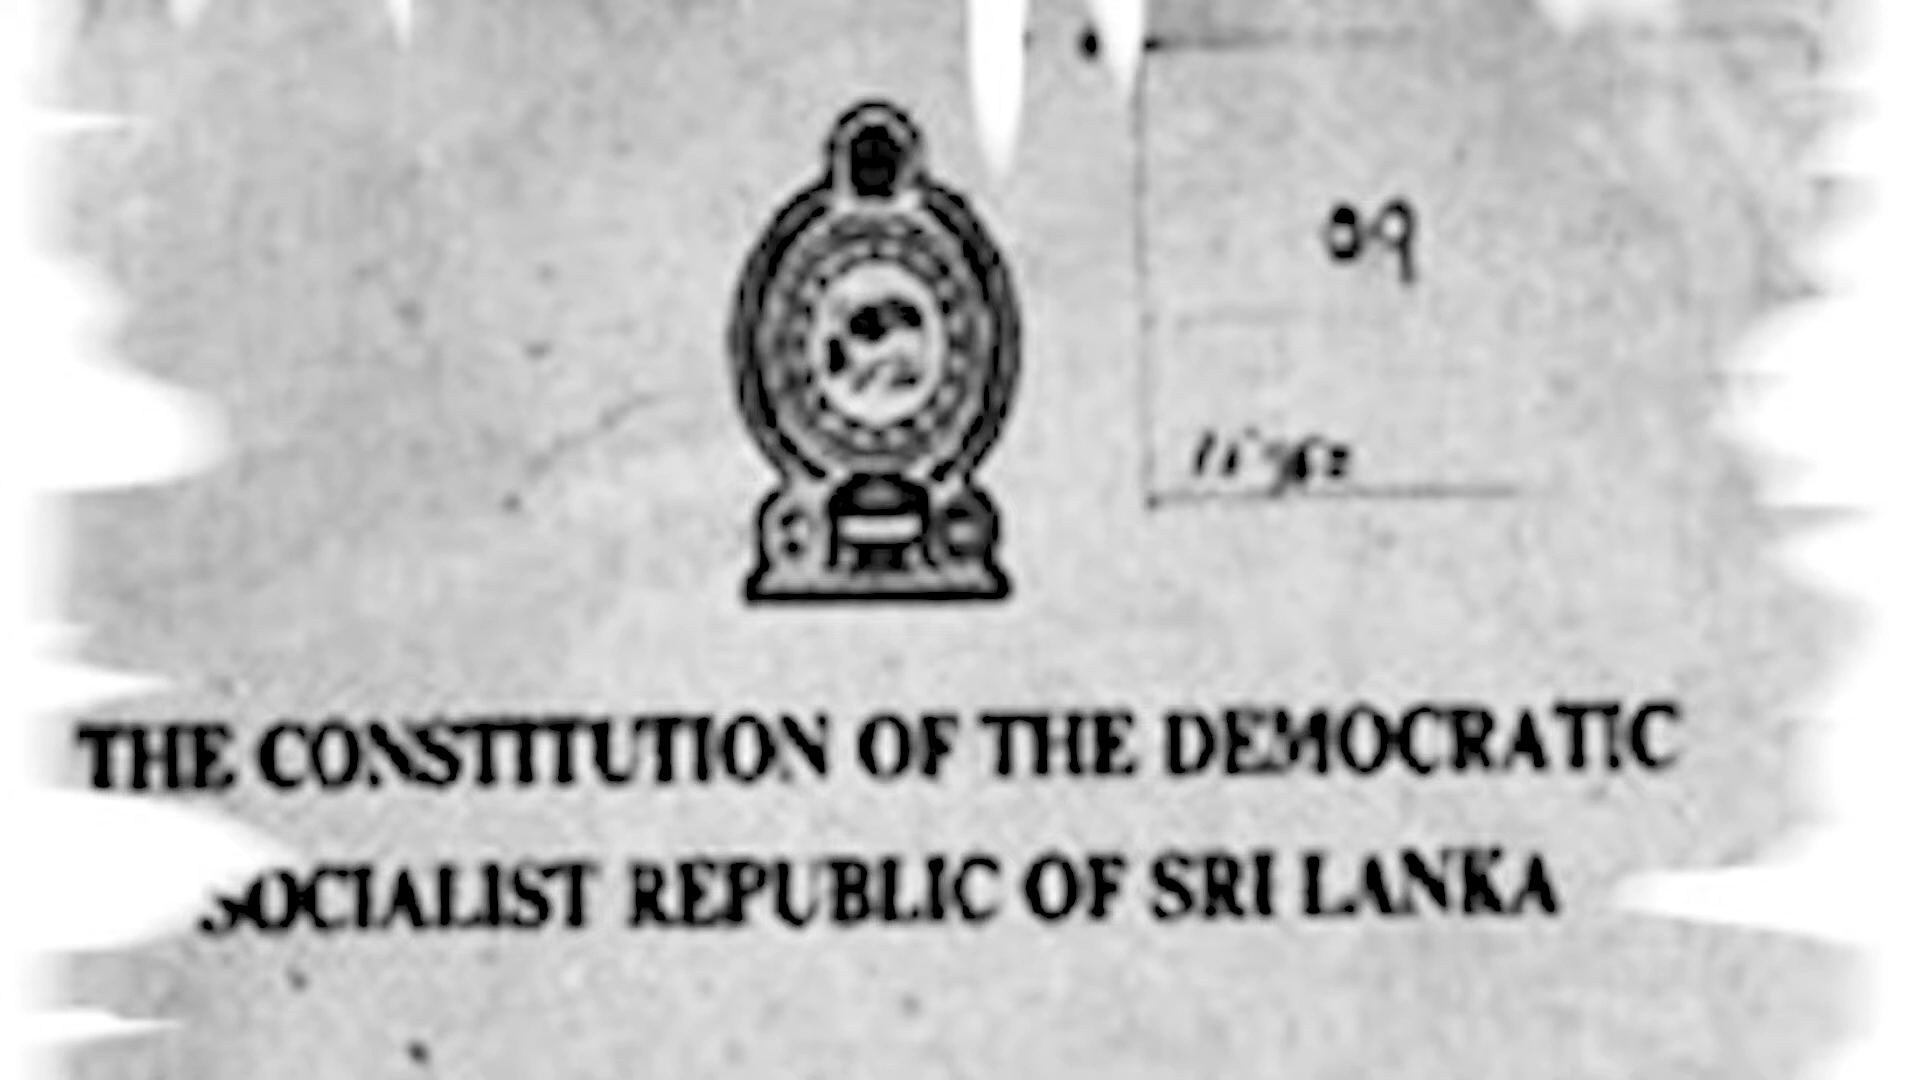 09
THE CONSTITUTION OF THE DEMOCRATIC
SOCIALIST REPUBLIC OF SRI LANKA